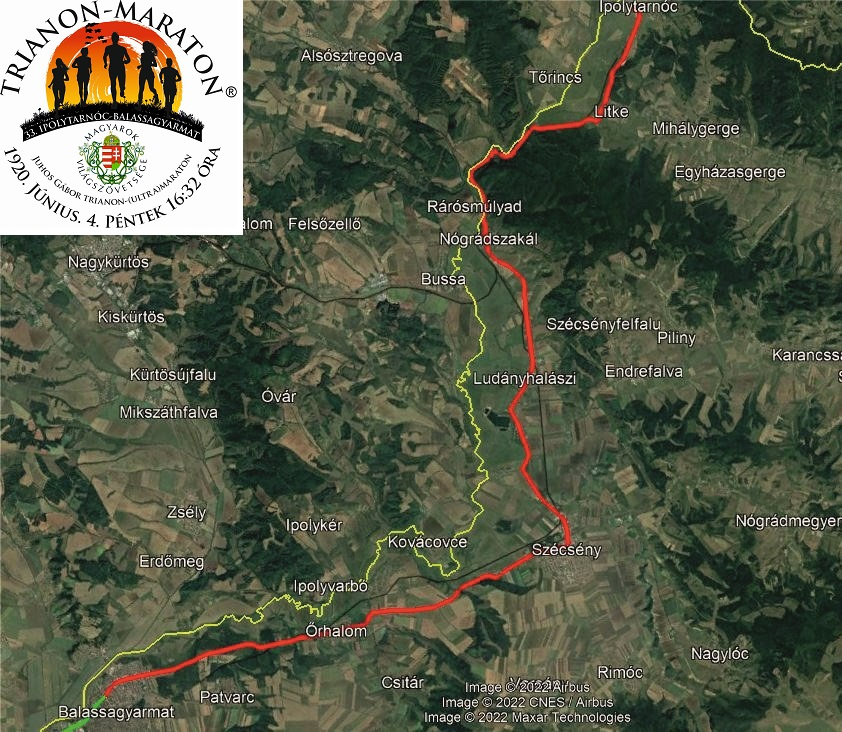 TRIANON-MARATON®
33. IPOLYTARNÓC-BALASSAGYARMAT
MAGYAROK
VILÁGSZÖVETSÉGE
JUHOS GÁBOR TRIANON-(ULTRA)MARATON
1920. JÚNIUS. 4. PÉNTEK 16:32 ÓRA
Ipolytarnóc
Alsósztregova
Tőrincs
Litke
Mihálygerge
Egyházasgerge
Rárósmúlyad
alom
Felsőzellő
Nógrádszakál
Nagykürtös
Bussa
Kiskürtös
Szécsényfelfalu
Piliny
Karancssa
Endrefalva
Kürtösújfalu
Ludányhalászi
Óvár
Mikszáthfalva
Zsély
Ipolykér
Nógrádmegyer
Kovácovce
Szécsény
Erdőmeg
Ipolyvarbó
Őrhalom
Nagylóc
Rimóc
Csitár
Patvarc
Balassagyarmat
Image © 2022 Airbus
Image © 2022 CNES / Airbus
Image © 2022 Maxar Technologies